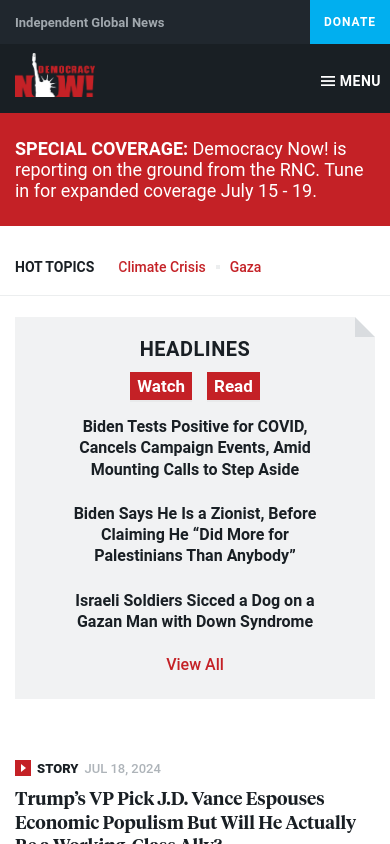 Independent Global News
DONATE
DEMOCRACY
NOW!
MENU
SPECIAL COVERAGE: Democracy Now! is
reporting on the ground from the RNC. Tune
in for expanded coverage July 15 - 19.
HOT TOPICS
Climate Crisis
Gaza
HEADLINES
Watch
Read
Biden Tests Positive for COVID,
Cancels Campaign Events, Amid
Mounting Calls to Step Aside
Biden Says He Is a Zionist, Before
Claiming He “Did More for
Palestinians Than Anybody”
Israeli Soldiers Sicced a Dog on a
Gazan Man with Down Syndrome
View All
STORY JUL 18, 2024
Trump’s VP Pick J.D. Vance Espouses
Economic Populism But Will He Actually
Be a Working-Class Ally?